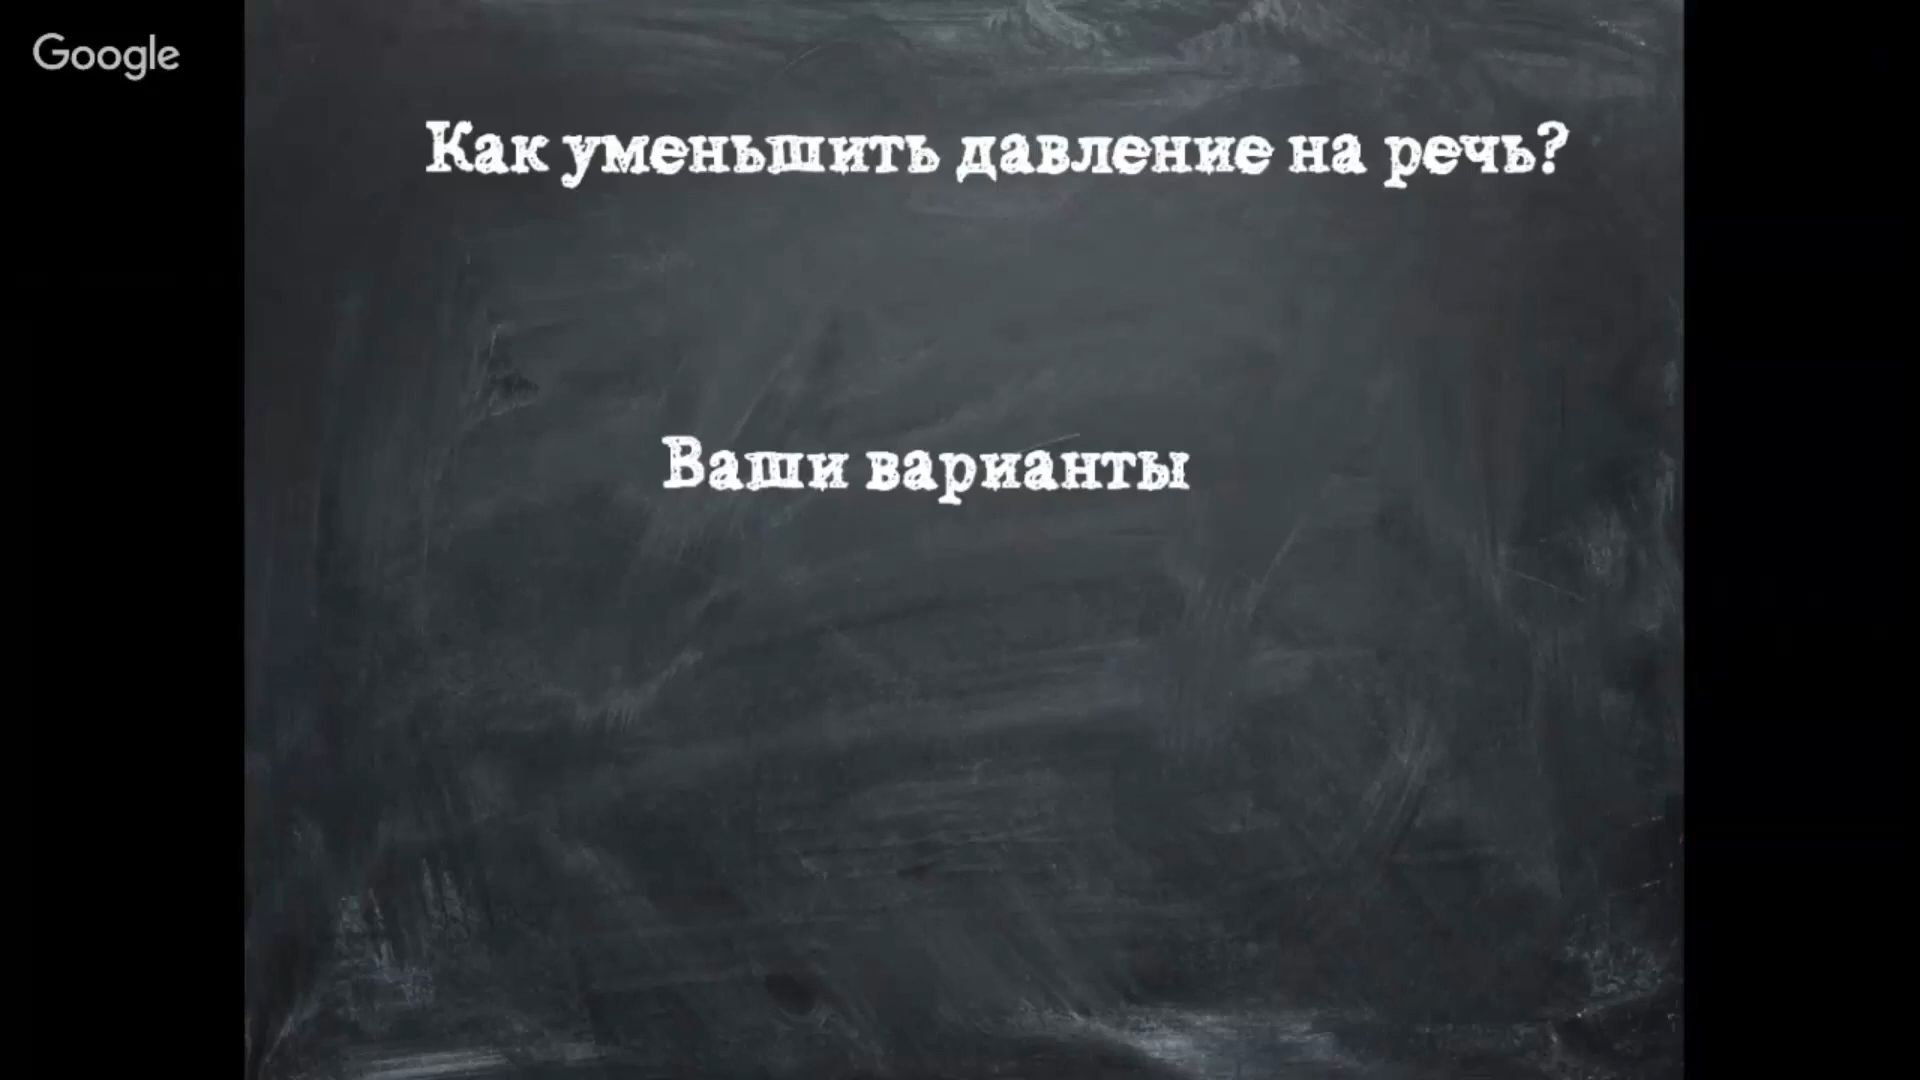 Google
Как уменьшить давление на речь?
Ваши варианты